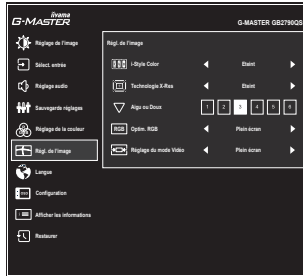 iiyama
G-MASTER
G-MASTER GB2790QS
Réglage de l'image
Sélect. entrée
Réglage audio
Sauvegarde réglages
Réglage de la couleur
Régl. de l'image
Langue
Configuration
Afficher les informations
Restaurer
Régl. de l'image
i-Style Color
Eteint
Technologie X-Res
Eteint
Aigu ou Doux
1 2 3 4 5 6
RGB Optim. RGB
Plein écran
Réglage du mode Vidéo
Plein écran